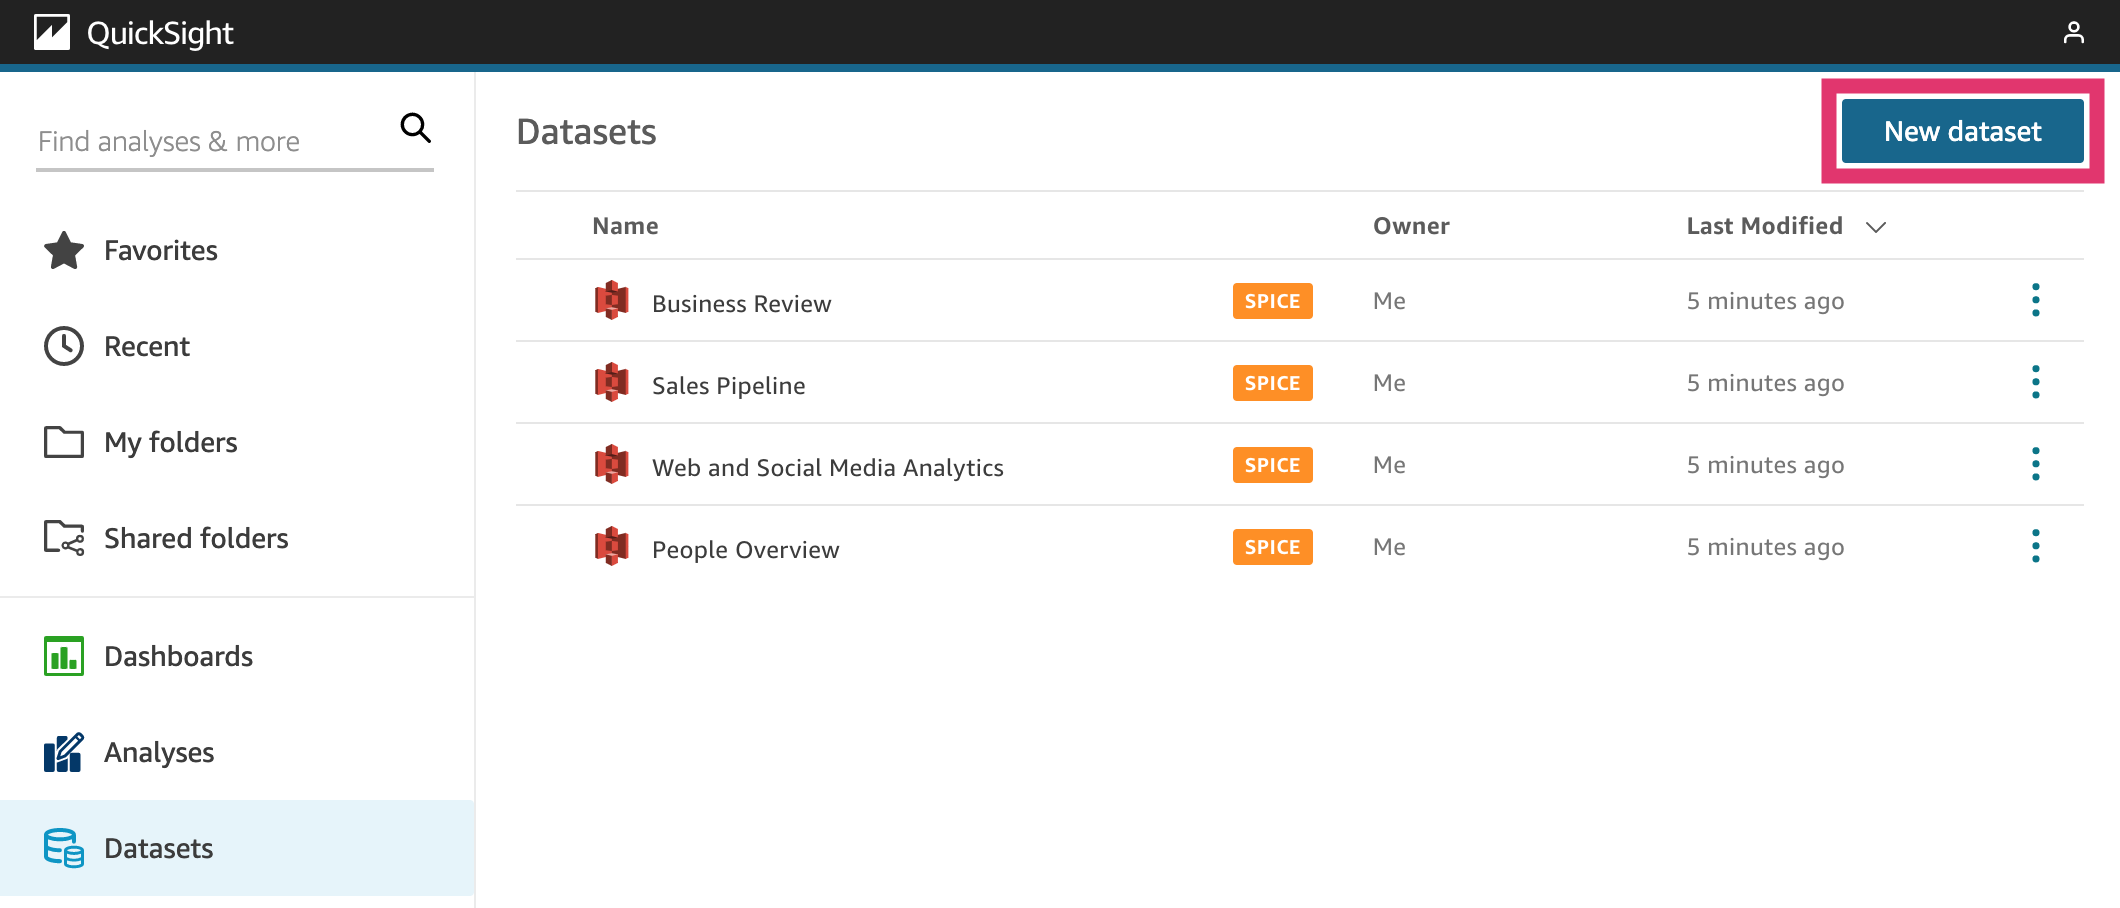 QuickSight
Find analyses & more
Favorites
Recent
My folders
Shared folders
Dashboards
Analyses
Datasets
Datasets
New dataset
Name Owner Last Modified
Business Review SPICE Me 5 minutes ago
Sales Pipeline SPICE Me 5 minutes ago
Web and Social Media Analytics SPICE Me 5 minutes ago
People Overview SPICE Me 5 minutes ago